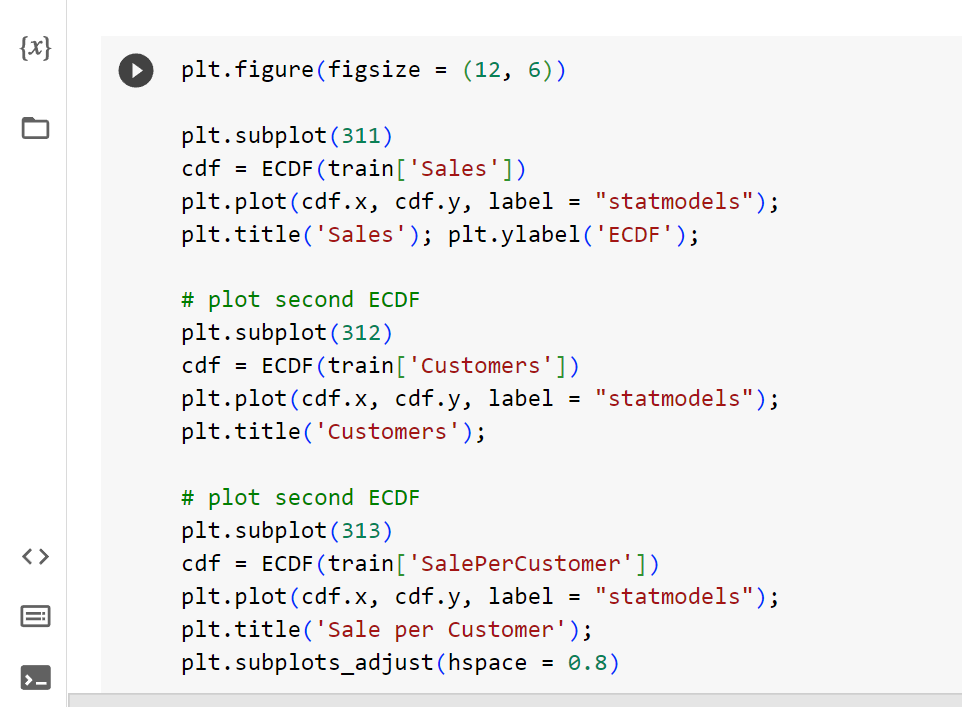 {x}
plt.figure(figsize = (12, 6))
plt.subplot(311)
cdf = ECDF(train['Sales'])
plt.plot(cdf.x, cdf.y, label = "statmodels");
plt.title('Sales'); plt.ylabel('ECDF');
# plot second ECDF
plt.subplot(312)
cdf = ECDF(train['Customers'])
plt.plot(cdf.x, cdf.y, label = "statmodels");
plt.title('Customers');
# plot second ECDF
plt.subplot(313)
cdf = ECDF(train['SalePerCustomer'])
plt.plot(cdf.x, cdf.y, label = "statmodels");
plt.title('Sale per Customer');
plt.subplots_adjust(hspace = 0.8)